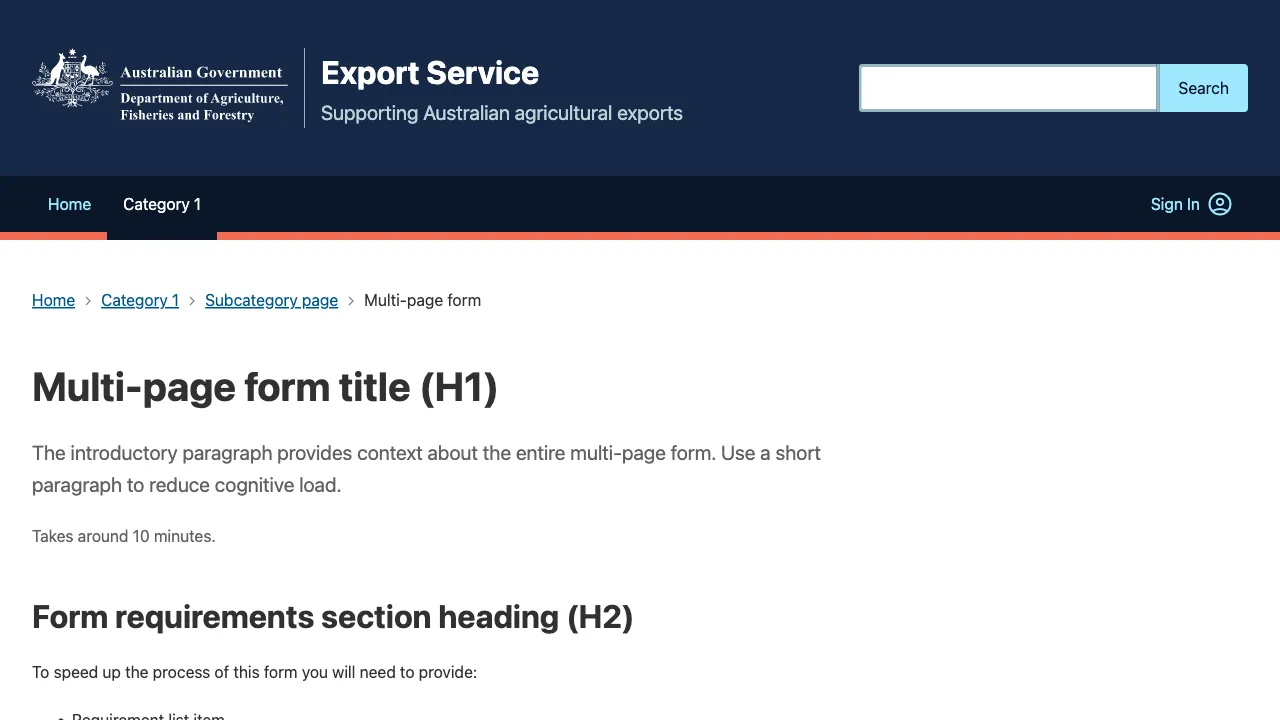 Australian Government
Department of Agriculture,
Fisheries and Forestry
Export Service
Supporting Australian agricultural exports
Search
Home
Category 1
Sign In
Home > Category 1 > Subcategory page > Multi-page form
Multi-page form title (H1)
The introductory paragraph provides context about the entire multi-page form. Use a short
paragraph to reduce cognitive load.
Takes around 10 minutes.
Form requirements section heading (H2)
To speed up the process of this form you will need to provide:
• Requirement list item